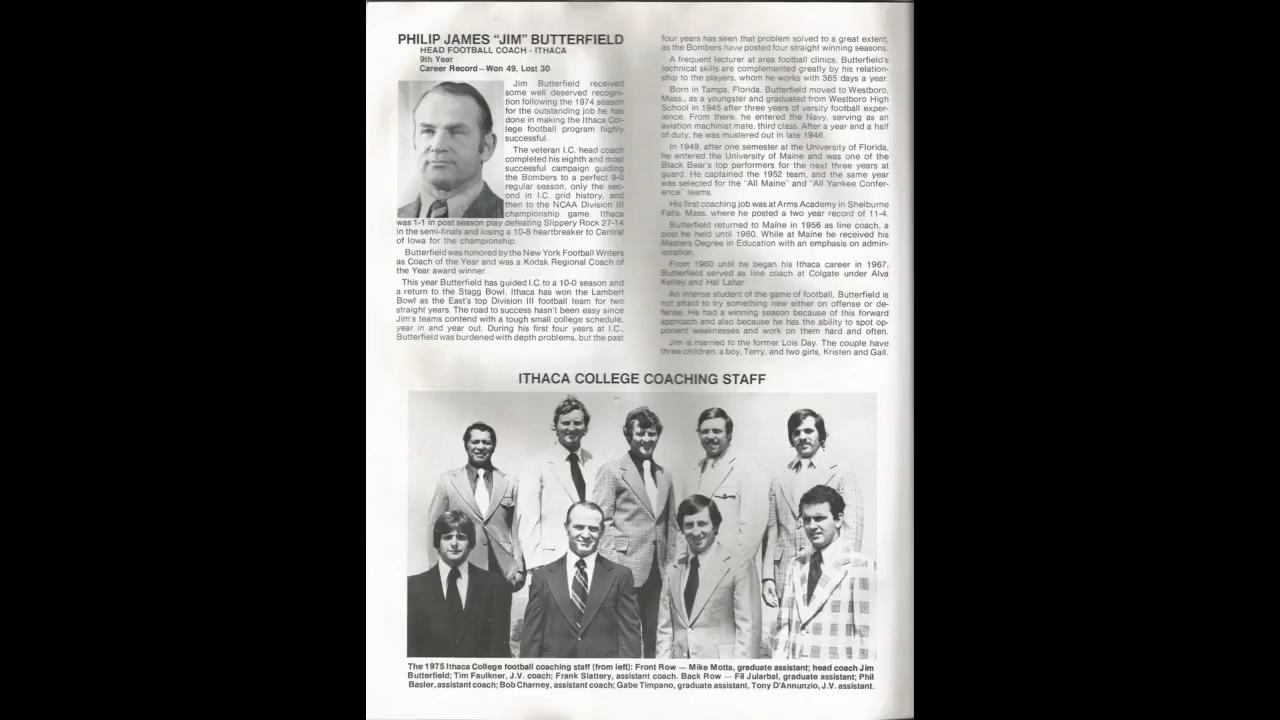 PHILIP JAMES “JIM” BUTTERFIELD
HEAD FOOTBALL COACH - ITHACA
9th Year
Career Record—Won 49, Lost 30
Jim Butterfield received
some well deserved recogni-
tion following the 1974 season
for the outstanding job he has
done in making the Ithaca Col-
lege football program highly
successful.
The veteran I.C. head coach
completed his eighth and most
successful campaign guiding
the Bombers to a perfect 9-0
regular season, only the sec-
ond in I.C. grid history, and
then to the NCAA Division III
championship game. Ithaca
was 1-1 in post season play defeating Slippery Rock 27-14
in the semi-finals and losing a 10-8 heartbreaker to Central
of Iowa for the championship.
Butterfield was honored by the New York Football Writers
as Coach of the Year and was a Kodak Regional Coach of
the Year award winner.
This year Butterfield has guided I.C. to a 10-0 season and
a return to the Stagg Bowl. Ithaca has won the Lambert
Bowl as the East's top Division III football team for two
straight years. The road to success hasn't been easy since
Jim's teams contend with a tough small college schedule,
year in and year out. During his first four years at I.C.,
Butterfield was burdened with depth problems, but the past
four years has seen that problem solved to a great extent,
as the Bombers have posted four straight winning seasons.
A frequent lecturer at area football clinics, Butterfield's
technical skills are complemented greatly by his relation-
ship to the players, whom he works with 365 days a year.
Born in Tampa, Florida, Butterfield moved to Westboro,
Mass., as a youngster and graduated from Westboro High
School in 1945 after three years of varsity football exper-
ience. From there, he entered the Navy, serving as an
aviation machinist mate, third class. After a year and a half
of duty, he was mustered out in late 1946.
In 1949, after one semester at the University of Florida,
he entered the University of Maine and was one of the
Black Bear's top performers for the next three years at
guard. He captained the 1952 team, and the same year
was selected for the “All Maine” and “All Yankee Confer-
ence” teams.
His first coaching job was at Arms Academy in Shelburne
Falls, Mass. where he posted a two year record of 11-4.
Butterfield returned to Maine in 1956 as line coach, a
post he held until 1960. While at Maine he received his
Masters Degree in Education with an emphasis on admin-
istration.
From 1960 until he began his Ithaca career in 1967,
Butterfield served as line coach at Colgate under Alva
Kelley and Hal Lahar.
An intense student of the game of football, Butterfield is
not afraid to try something new either on offense or de-
fense. He had a winning season because of this forward
approach and also because he has the ability to spot op-
ponent weaknesses and work on them hard and often.
Jim is married to the former Lois Day. The couple have
three children; a boy, Terry, and two girls, Kristen and Gail.
ITHACA COLLEGE COACHING STAFF
The 1975 Ithaca College football coaching staff (from left): Front Row — Mike Motta, graduate assistant; head coach Jim
Butterfield; Tim Faulkner, J.V. coach; Frank Slattery, assistant coach. Back Row — Fil Jularbal, graduate assistant; Phil
Basler, assistant coach; Bob Charney, assistant coach; Gabe Timpano, graduate assistant, Tony D'Annunzio, J.V. assistant.